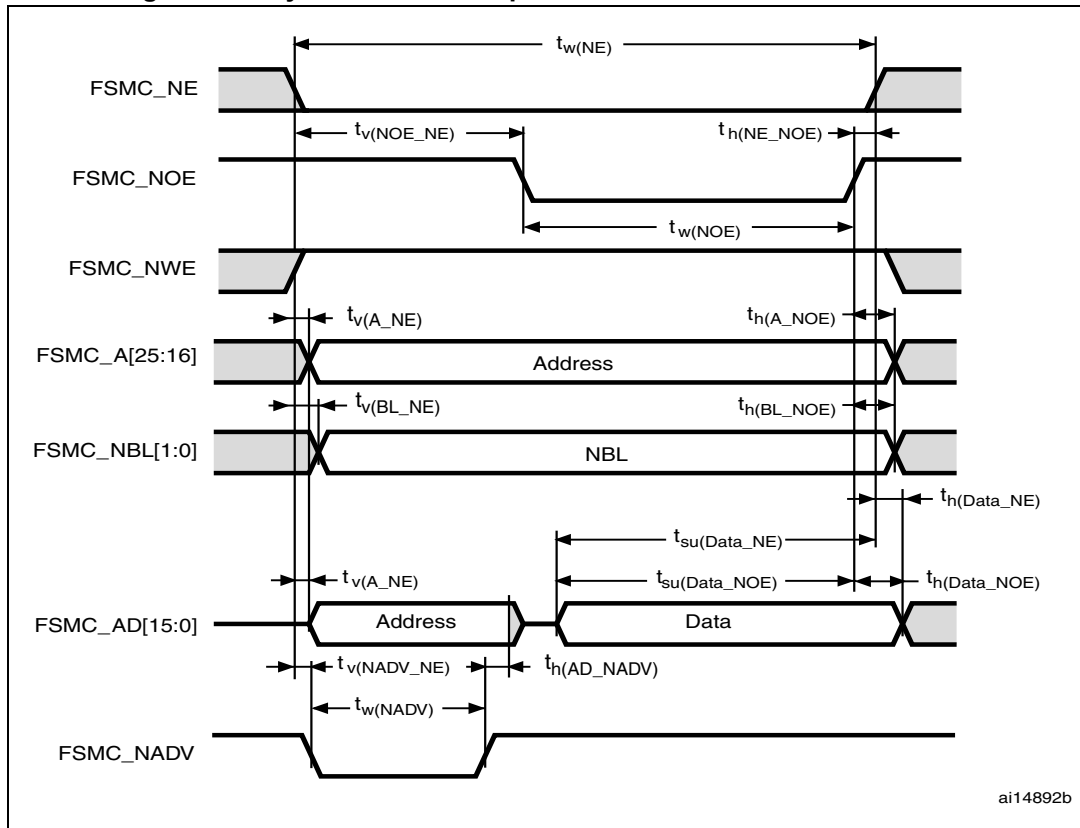 t_w(NE)
FSMC_NE
t_v(NOE_NE)
t_h(NE_NOE)
FSMC_NOE
t_w(NOE)
FSMC_NWE
t_v(A_NE)
t_h(A_NOE)
FSMC_A[25:16]
Address
t_v(BL_NE)
t_h(BL_NOE)
FSMC_NBL[1:0]
NBL
t_h(Data_NE)
t_su(Data_NE)
t_v(A_NE)
t_su(Data_NOE)
t_h(Data_NOE)
FSMC_AD[15:0]
Address
Data
t_v(NADV_NE)
t_h(AD_NADV)
t_w(NADV)
FSMC_NADV
ai14892b